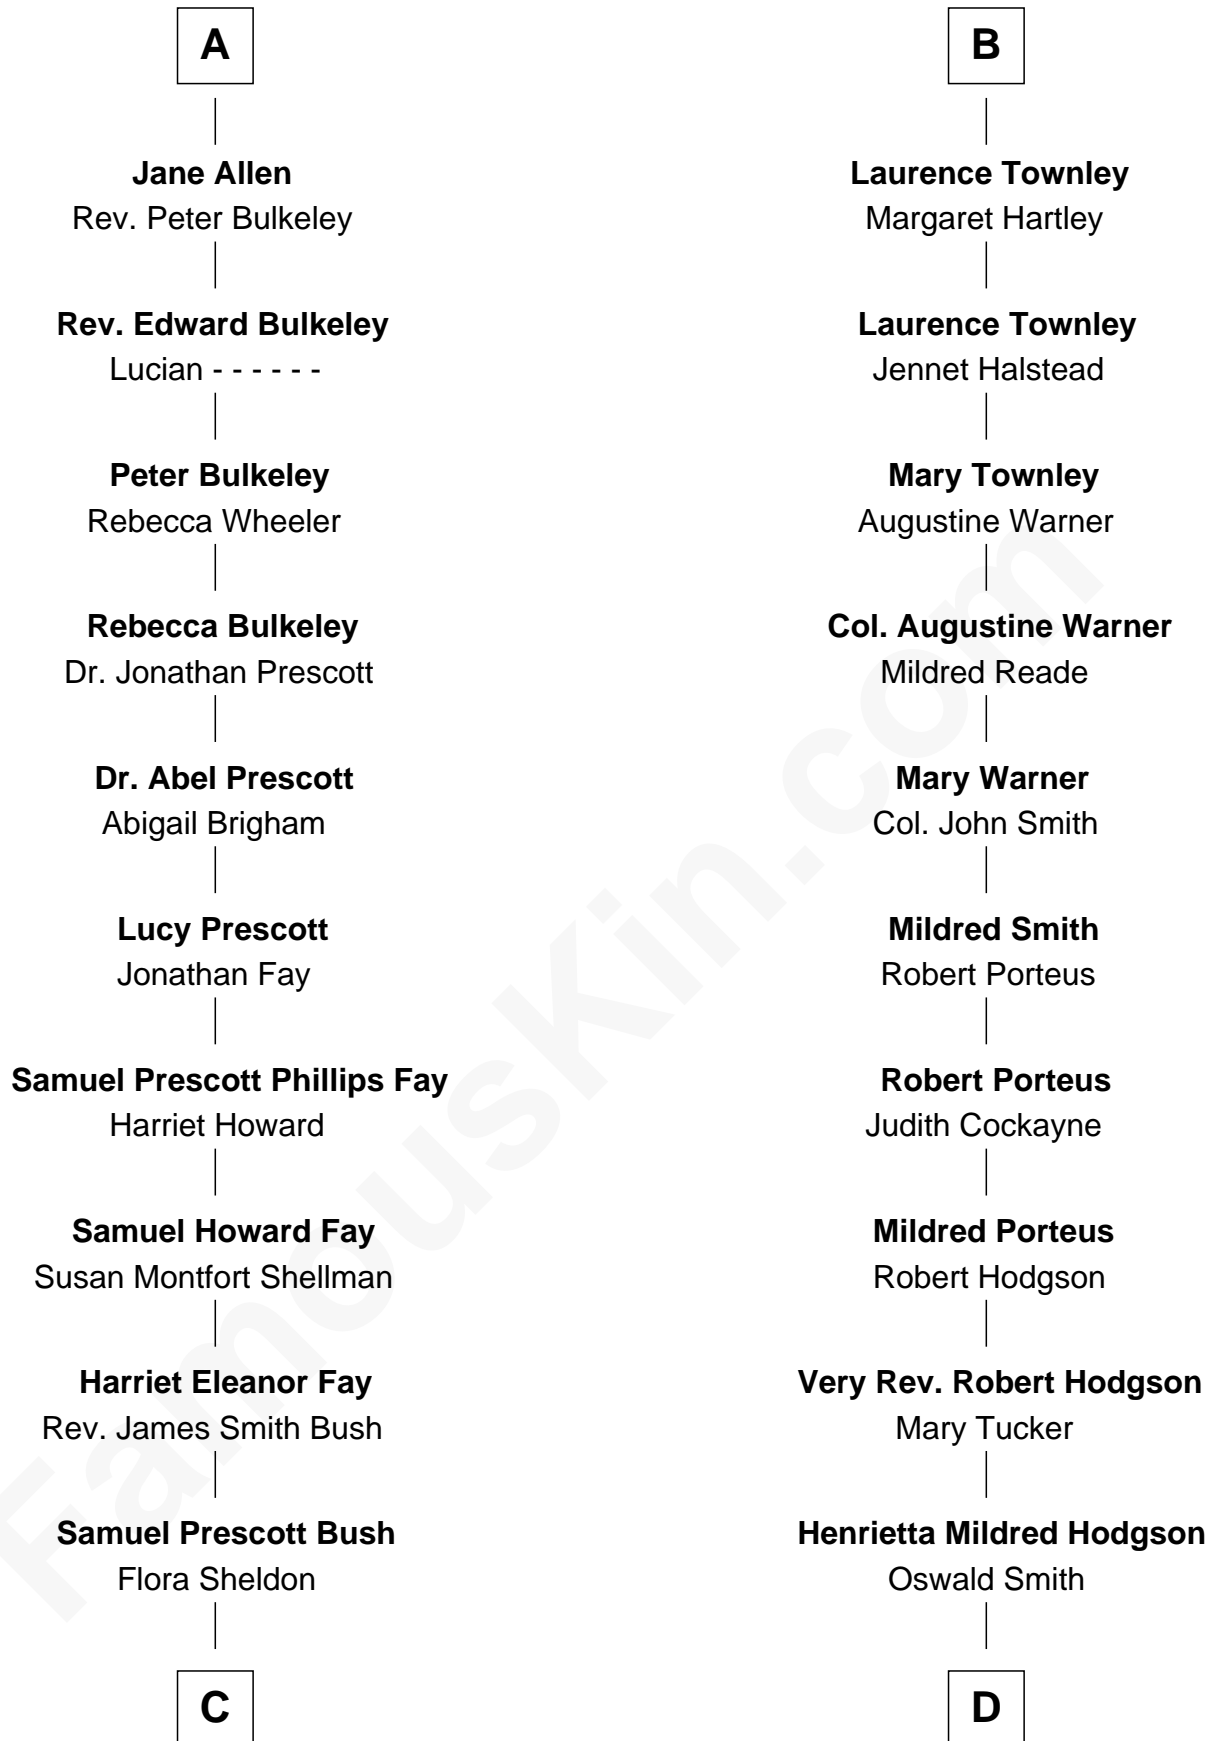 A
Jane Allen
Rev. Peter Bulkeley
Rev. Edward Bulkeley
Lucian - - - - - -
Peter Bulkeley
Rebecca Wheeler
Rebecca Bulkeley
Dr. Jonathan Prescott
Dr. Abel Prescott
Abigail Brigham
Lucy Prescott
Jonathan Fay
Samuel Prescott Phillips Fay
Harriet Howard
Samuel Howard Fay
Susan Montfort Shellman
Harriet Eleanor Fay
Rev. James Smith Bush
Samuel Prescott Bush
Flora Sheldon
C
B
Laurence Townley
Margaret Hartley
Laurence Townley
Jennet Halstead
Mary Townley
Augustine Warner
Col. Augustine Warner
Mildred Reade
Mary Warner
Col. John Smith
Mildred Smith
Robert Porteus
Robert Porteus
Judith Cockayne
Mildred Porteus
Robert Hodgson
Very Rev. Robert Hodgson
Mary Tucker
Henrietta Mildred Hodgson
Oswald Smith
D
FamousKin.com